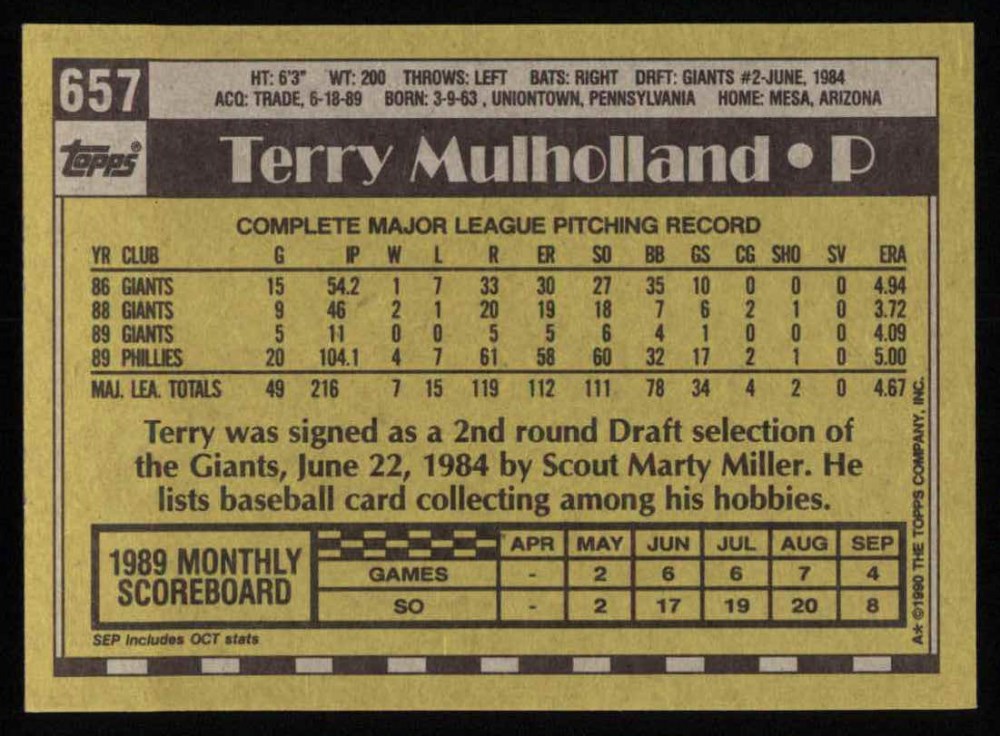 657
HT: 6'3" WT: 200 THROWS: LEFT BATS: RIGHT DRFT: GIANTS #2-JUNE, 1984
ACQ: TRADE, 6-18-89 BORN: 3-9-63 , UNIONTOWN, PENNSYLVANIA HOME: MESA, ARIZONA
topps®
Terry Mulholland • P
COMPLETE MAJOR LEAGUE PITCHING RECORD
YR CLUB G IP W L R ER SO BB GS CG SHO SV ERA
86 GIANTS 15 54.2 1 7 33 30 27 35 10 0 0 0 4.94
88 GIANTS 9 46 2 1 20 19 18 7 6 2 1 0 3.72
89 GIANTS 5 11 0 0 5 5 6 4 1 0 0 0 4.09
89 PHILLIES 20 104.1 4 7 61 58 60 32 17 2 1 0 5.00
MAJ. LEA. TOTALS 49 216 7 15 119 112 111 78 34 4 2 0 4.67
Terry was signed as a 2nd round Draft selection of
the Giants, June 22, 1984 by Scout Marty Miller. He
lists baseball card collecting among his hobbies.
1989 MONTHLY
SCOREBOARD
APR MAY JUN JUL AUG SEP
GAMES - 2 6 6 7 4
SO - 2 17 19 20 8
SEP Includes OCT stats
A* ©1990 THE TOPPS COMPANY, INC.